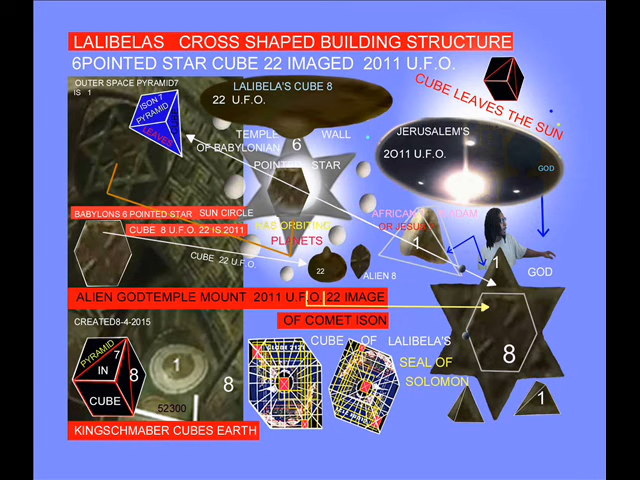 LALIBELAS CROSS SHAPED BUILDING STRUCTURE
6POINTED STAR CUBE 22 IMAGED 2011 U.F.O.
CUBE LEAVES THE SUN
OUTER SPACE PYRAMID7
IS 1
ISON 7
PYRAMID
LEAVES
LALIBELA'S CUBE 8
22 U.F.O.
JERUSALEM'S
2O11 U.F.O.
GOD
TEMPLE WALL
OF BABYLONIAN 6
POINTED STAR
BABYLONS 6 POINTED STAR SUN CIRCLE
HAS ORBITING
PLANETS
CUBE 8 U.F.O. 22 IS 2011
CUBE 22 U.F.O.
22
ALIEN 8
AFRICAN ADAM
OR JESUS
1
1
GOD
ALIEN GODTEMPLE MOUNT 2011 U.F.O. 22 IMAGE
OF COMET ISON
CREATED8-4-2015
CUBE OF LALIBELA'S
SEAL OF
SOLOMON
8
PYRAMID
7
IN 8
CUBE
1
8
52300
1
KINGSCHMABER CUBES EARTH